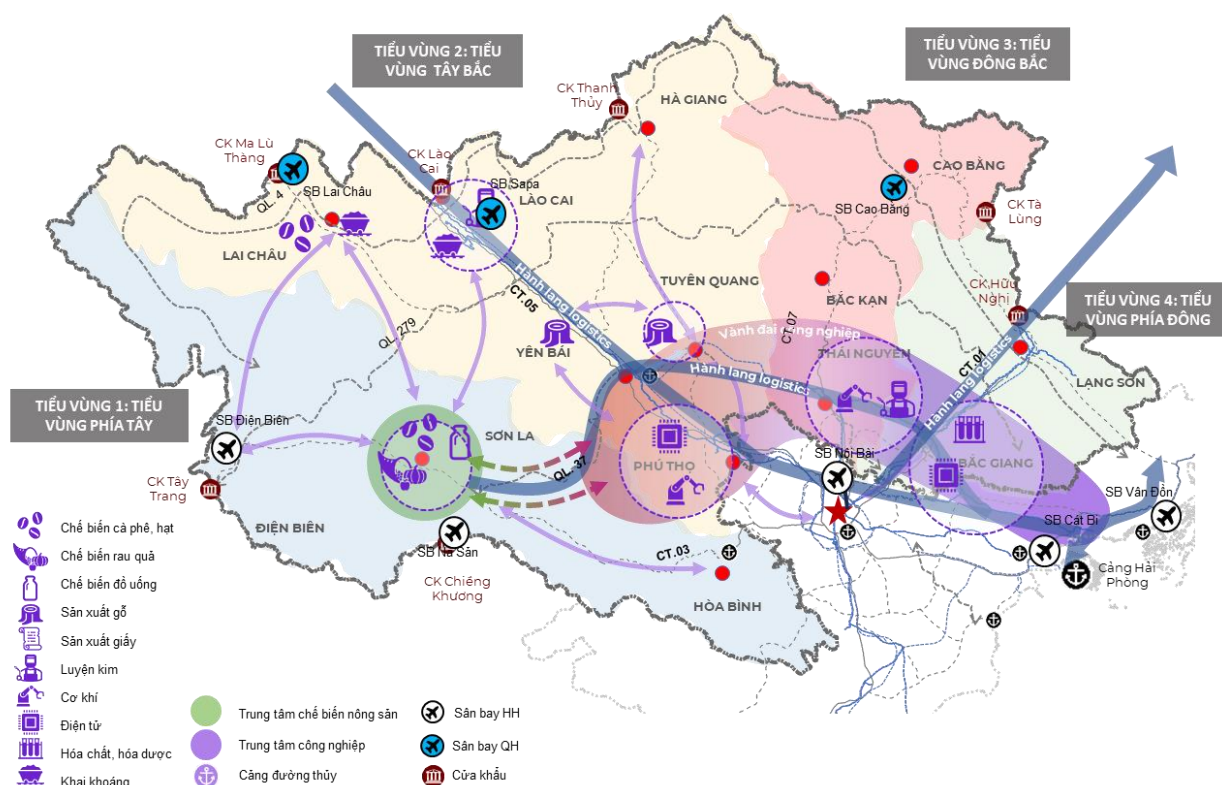 TIỂU VÙNG 2: TIỂU
VÙNG TÂY BẮC
TIỂU VÙNG 3: TIỂU
VÙNG ĐÔNG BẮC
CK Thanh
Thủy
HÀ GIANG
CK Ma Lù
Thàng
CK Lào
Cai
CAO BẰNG
QL. 4
SB Lai Châu
SB Sapa
LÀO CAI
SB Cao Bằng
CK Tà
Lùng
LAI CHÂU
Hành lang logistics
CT.05
TUYÊN QUANG
BẮC KẠN
CK Hữu
Nghị
TIỂU VÙNG 4: TIỂU
VÙNG PHÍA ĐÔNG
QL.279
CT.07
Vành đai công nghiệp
YÊN BÁI
THÁI NGUYÊN
CT.01
Hành lang logistics
Hành lang logistics
LẠNG SƠN
TIỂU VÙNG 1: TIỂU
VÙNG PHÍA TÂY
SB Điện Biên
SƠN LA
QL. 37
PHÚ THỌ
SB Nội Bài
BẮC GIANG
CK Tây
Trang
SB Vân Đồn
ĐIỆN BIÊN
SB Nà Sản
SB Cát Bi
CT.03
CK Chiềng
Khương
Cảng Hải
Phòng
HÒA BÌNH
Chế biến cà phê, hạt
Chế biến rau quả
Chế biến đồ uống
Sản xuất gỗ
Sản xuất giấy
Luyện kim
Cơ khí
Điện tử
Hóa chất, hóa dược
Khai khoáng
Trung tâm chế biến nông sản
Trung tâm công nghiệp
Cảng đường thủy
Sân bay HH
Sân bay QH
Cửa khẩu